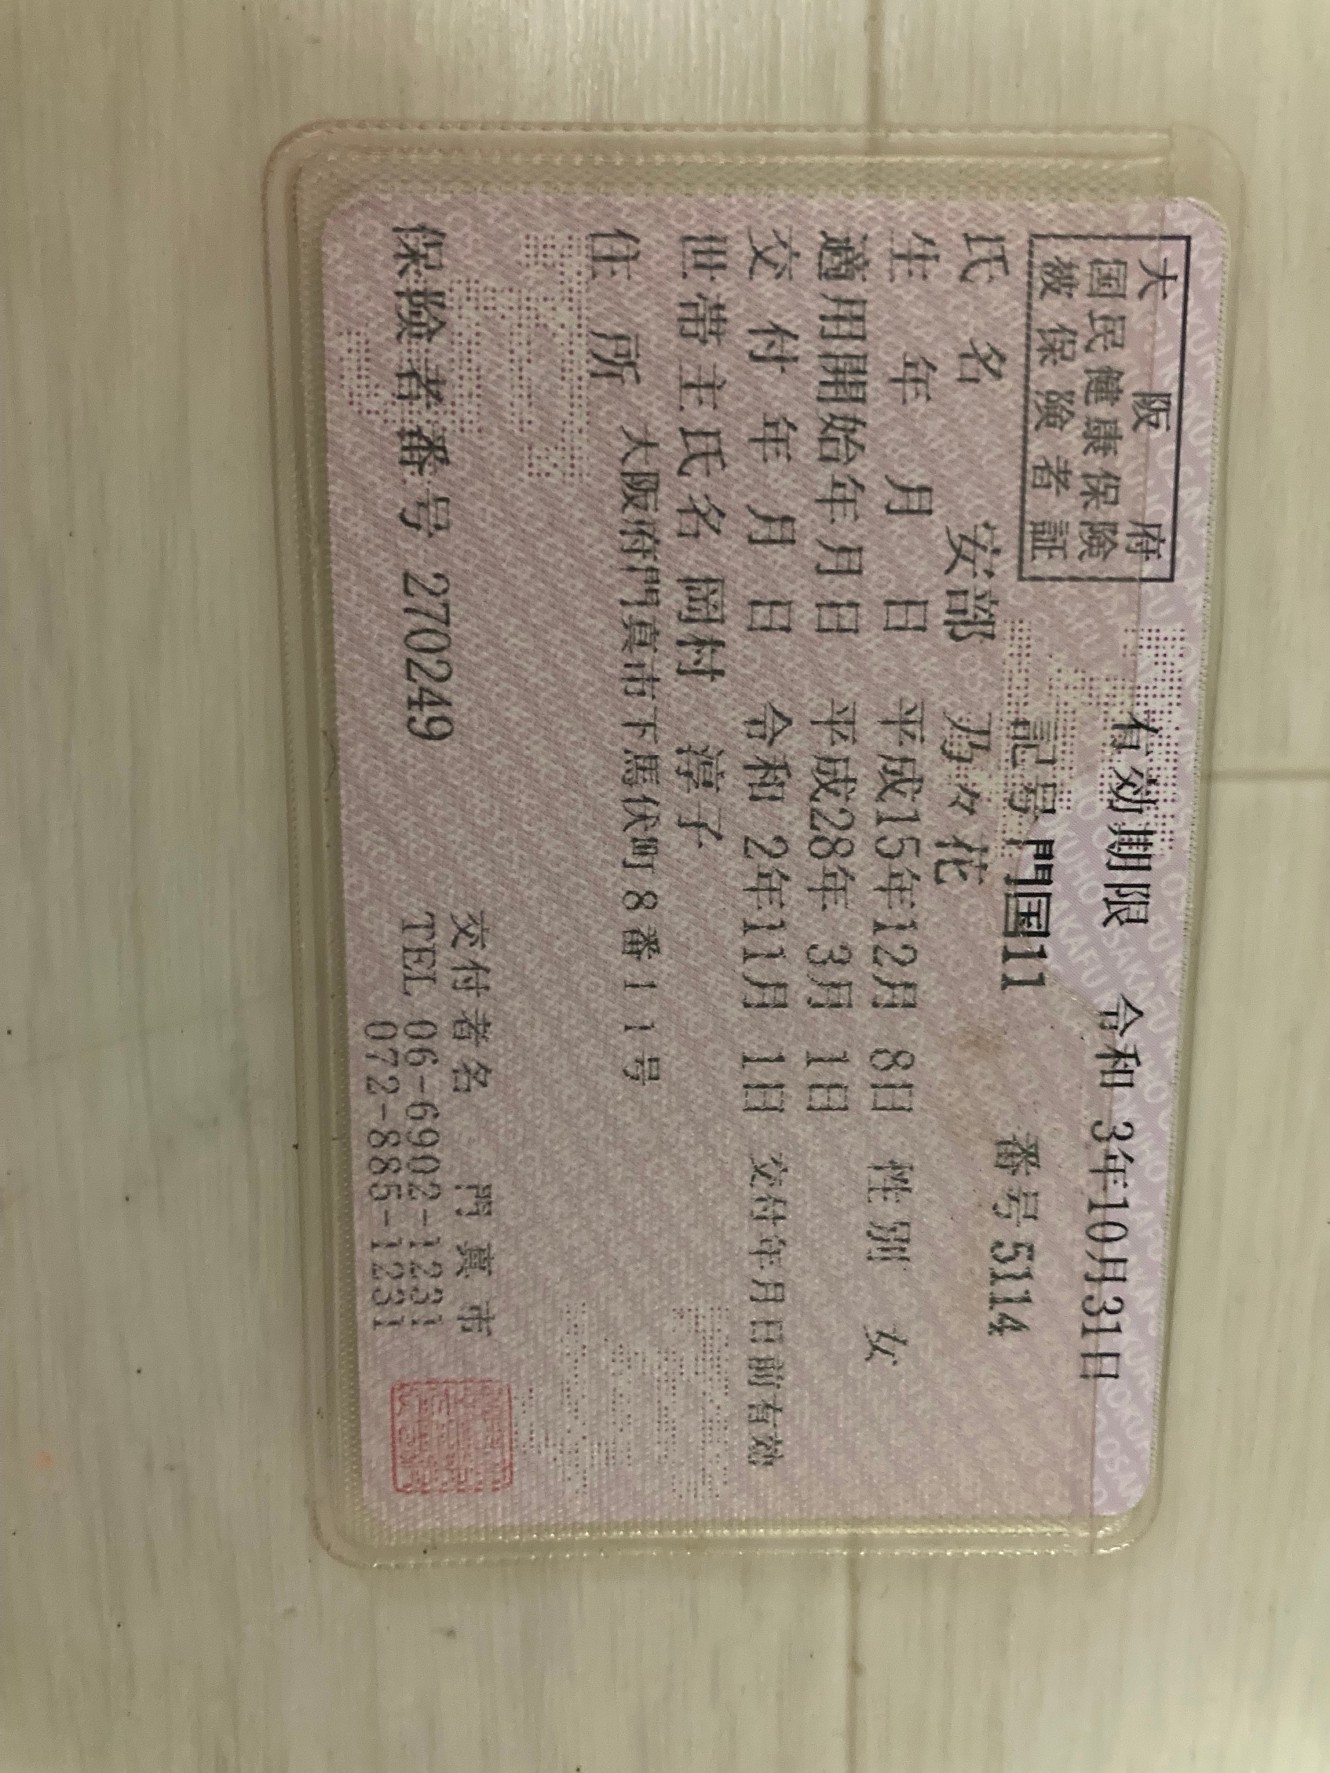 大阪府
国民健康保険
被保険者証
有効期限 令和 3年10月31日
記号 門国11 番号 5114
氏名 安部 乃々花
生年月日 平成15年12月 8日 性別 女
適用開始年月日 平成28年 3月 1日
交付年月日 令和 2年11月 1日 交付年月日前有効
世帯主氏名 岡村 淳子
住所 大阪府門真市下馬伏町8番11号
保険者番号 270249
交付者名 門真市
TEL 06-6902-1231
072-885-1231